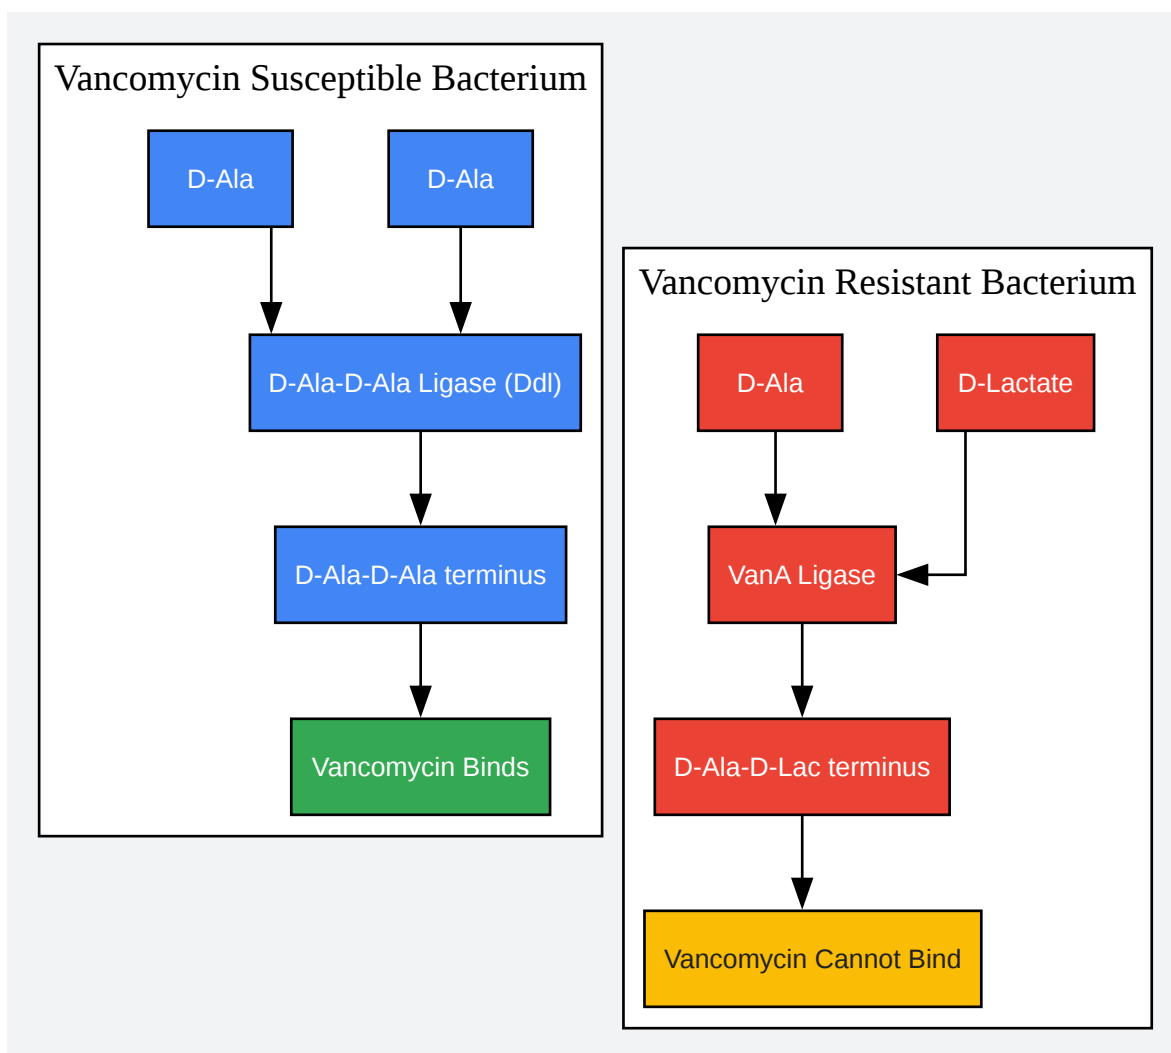 Vancomycin Susceptible Bacterium
D-Ala
D-Ala
D-Ala-D-Ala Ligase (Ddl)
D-Ala-D-Ala terminus
Vancomycin Binds
Vancomycin Resistant Bacterium
D-Ala
D-Lactate
VanA Ligase
D-Ala-D-Lac terminus
Vancomycin Cannot Bind